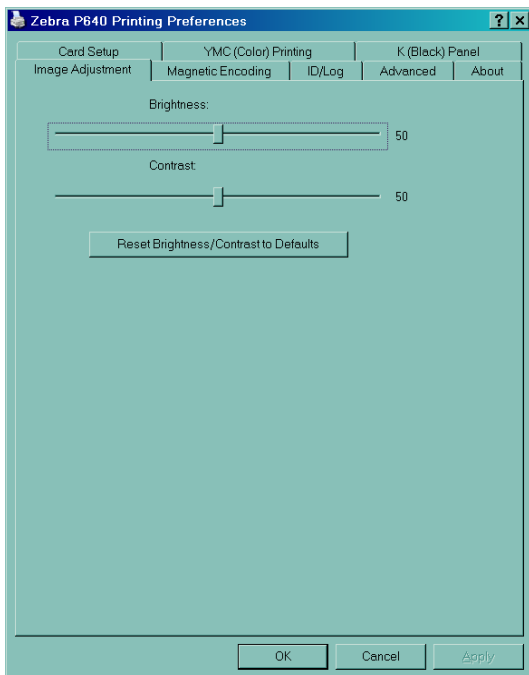 Zebra P640 Printing Preferences
Card Setup YMC (Color) Printing K (Black) Panel
Image Adjustment Magnetic Encoding ID/Log Advanced About
Brightness:
50
Contrast:
50
Reset Brightness/Contrast to Defaults
OK Cancel Apply